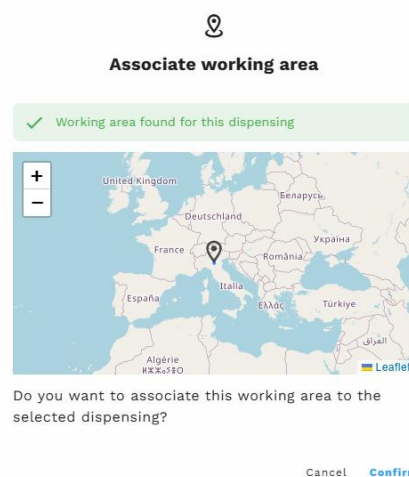 Associate working area
Working area found for this dispensing
+
−
United Kingdom
Беларусь
Deutschland
Україна
France
România
Italia
España
Ελλάς
Türkiye
العراق
Algérie
ⵍⵣⵣⴰⵢⴻⵔ
Leaflet
Do you want to associate this working area to the
selected dispensing?
Cancel
Confirm